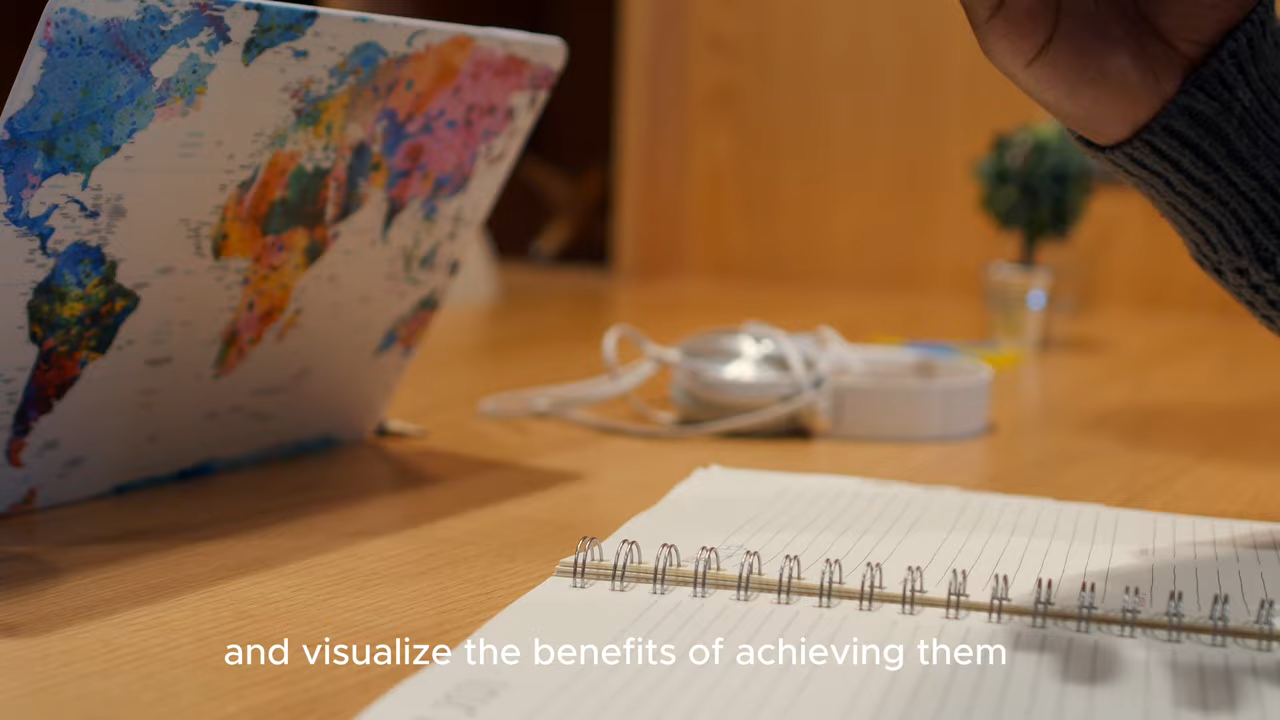 and visualize the benefits of achieving them